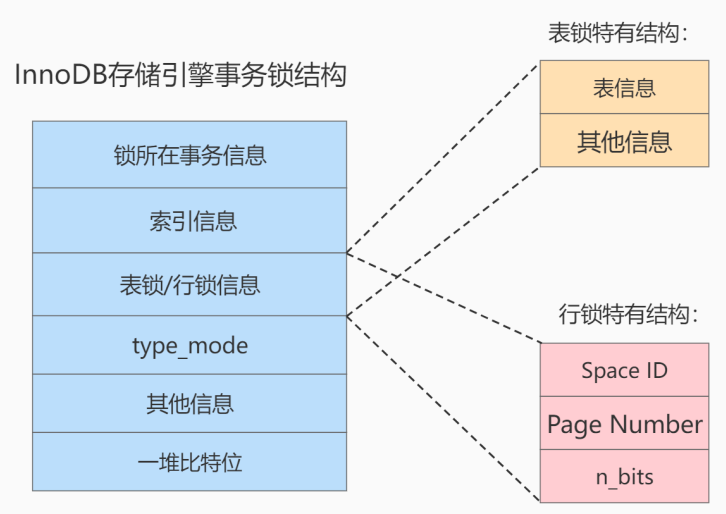 InnoDB存储引擎事务锁结构
锁所在事务信息
索引信息
表锁/行锁信息
type_mode
其他信息
一堆比特位
表锁特有结构：
表信息
其他信息
行锁特有结构：
Space ID
Page Number
n_bits